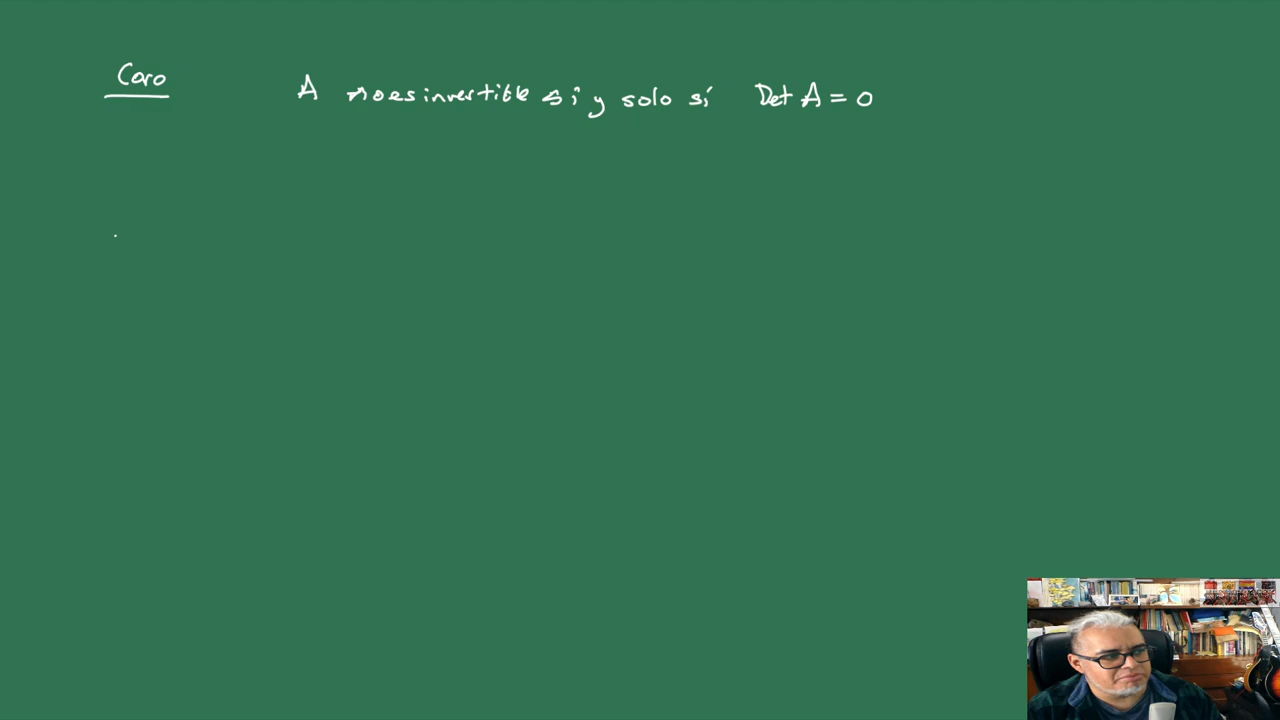 Coro
A no es invertible si y solo si Det A = 0